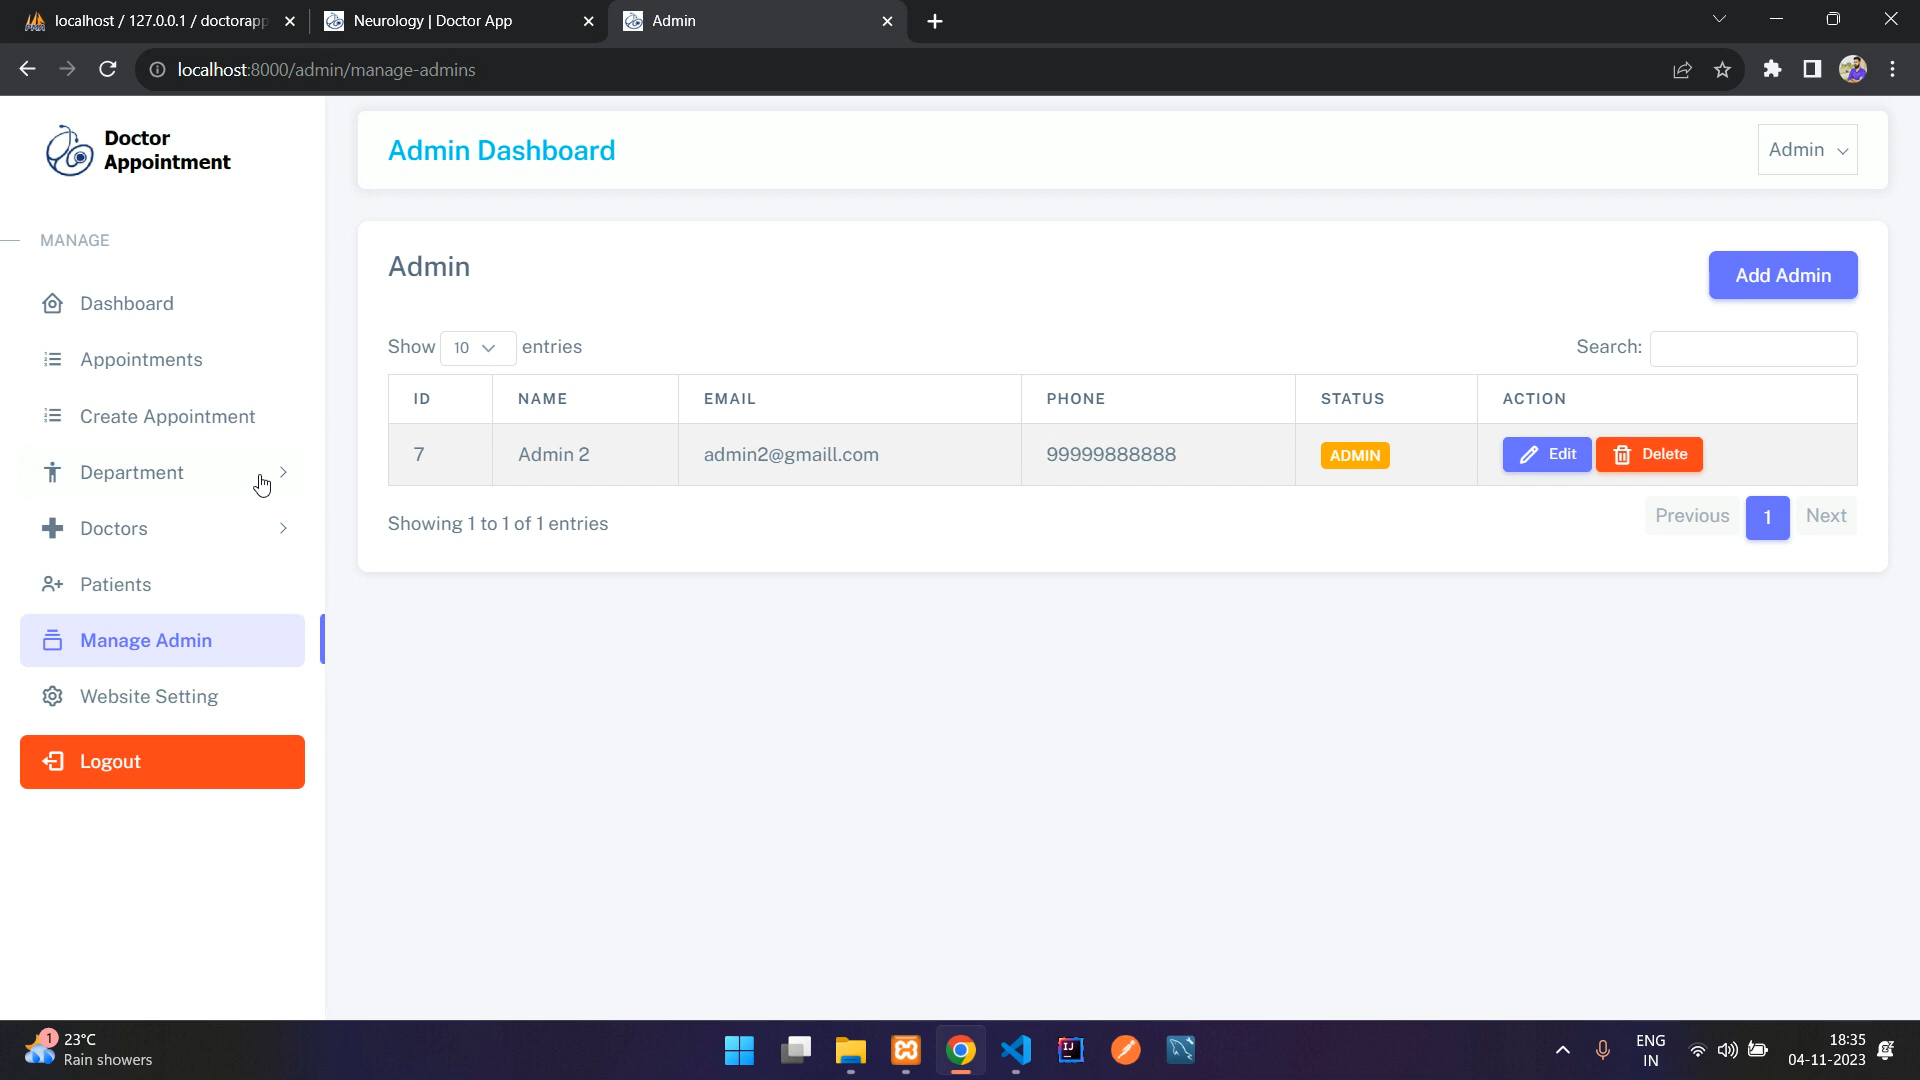 localhost / 127.0.0.1 / doctorapp
Neurology | Doctor App
Admin
localhost:8000/admin/manage-admins
Doctor
Appointment
Admin Dashboard
Admin
MANAGE
Dashboard
Appointments
Create Appointment
Department
Doctors
Patients
Manage Admin
Website Setting
Logout
Admin
Add Admin
Show 10 entries
Search:
ID NAME EMAIL PHONE STATUS ACTION
7 Admin 2 admin2@gmaill.com 99999888888 ADMIN Edit Delete
Showing 1 to 1 of 1 entries
Previous 1 Next
1
23°C
Rain showers
IJ
ENG
IN
18:35
04-11-2023